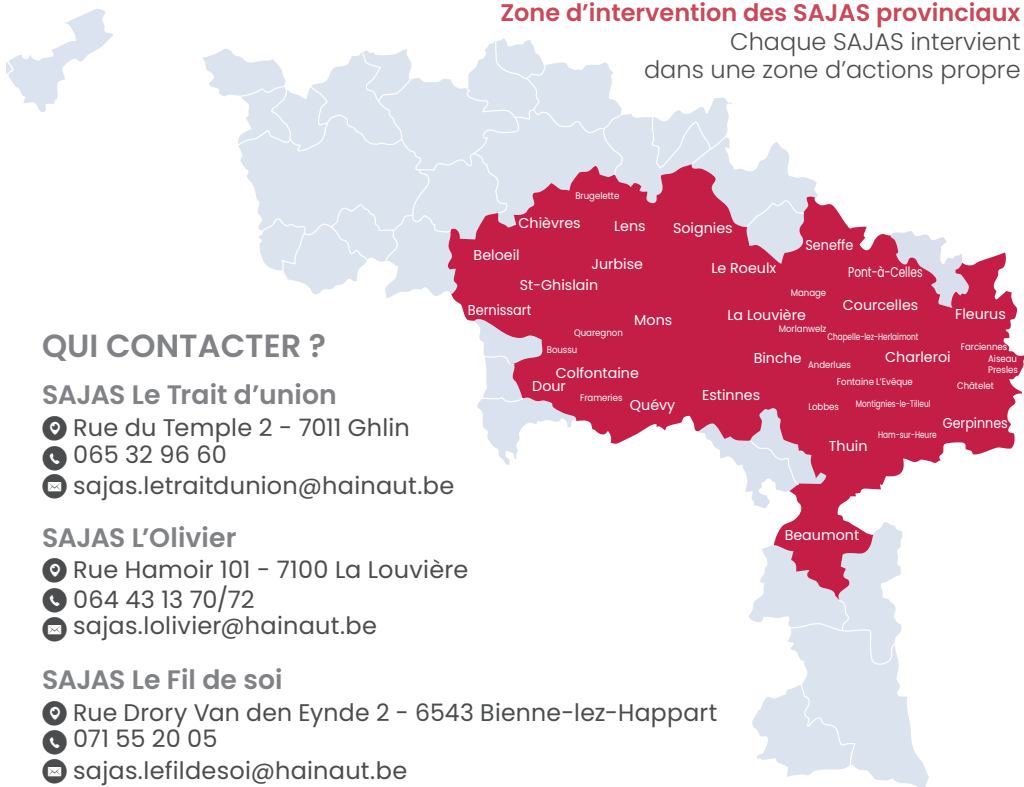 Zone d’intervention des SAJAS provinciaux
Chaque SAJAS intervient
dans une zone d’actions propre
Brugelette
Chièvres
Lens
Soignies
Seneffe
Beloeil
Jurbise
Le Roeulx
Pont-à-Celles
St-Ghislain
Manage
Courcelles
Bernissart
Mons
La Louvière
Fleurus
Quaregnon
Morlanwelz
Chapelle-lez-Herlaimont
Boussu
Binche
Anderlues
Charleroi
Farciennes
Aiseau
Presles
Colfontaine
Dour
Fontaine L’Evêque
Châtelet
Frameries
Quévy
Estinnes
Lobbes
Montignies-le-Tilleul
Gerpinnes
Thuin
Ham-sur-Heure
Beaumont
QUI CONTACTER ?
SAJAS Le Trait d’union
Rue du Temple 2 - 7011 Ghlin
065 32 96 60
sajas.letraitdunion@hainaut.be
SAJAS L’Olivier
Rue Hamoir 101 - 7100 La Louvière
064 43 13 70/72
sajas.lolivier@hainaut.be
SAJAS Le Fil de soi
Rue Drory Van den Eynde 2 - 6543 Bienne-lez-Happart
071 55 20 05
sajas.lefildesoi@hainaut.be